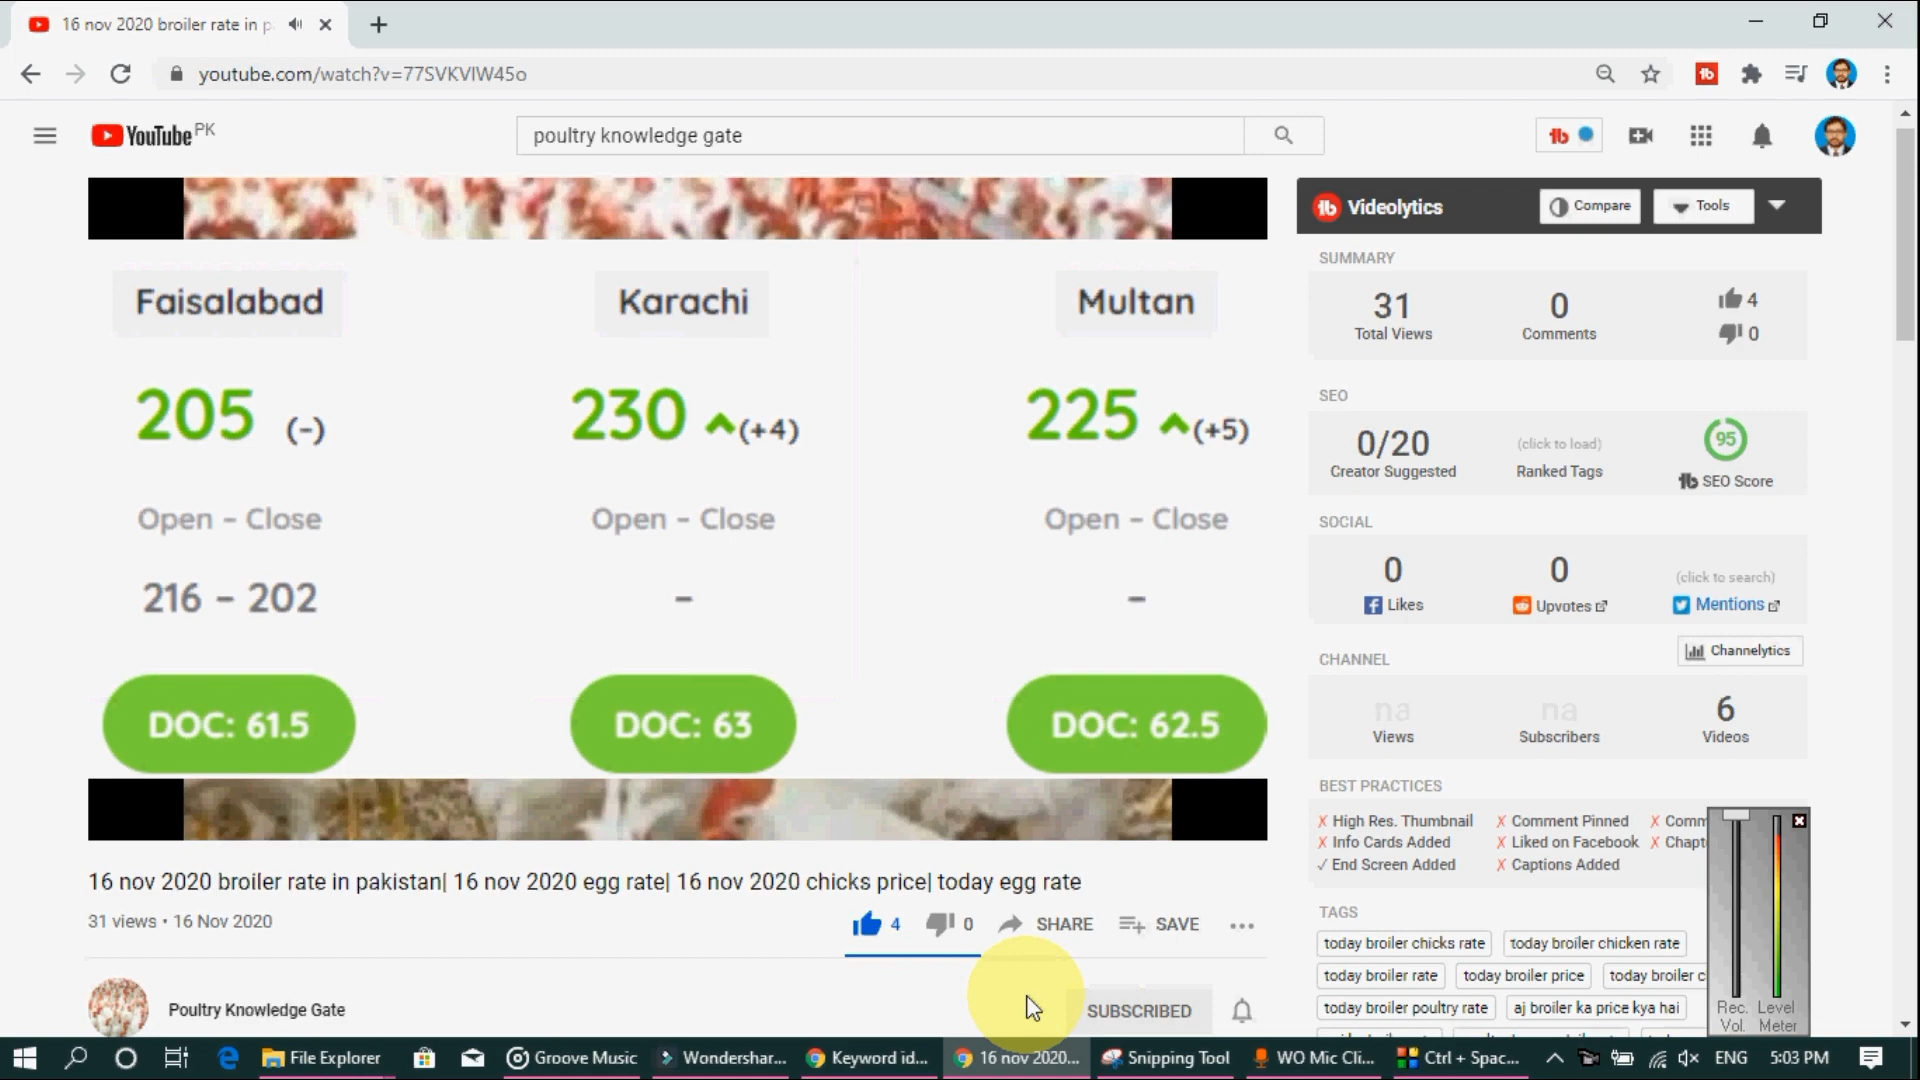 16 nov 2020 broiler rate in p
youtube.com/watch?v=77SVKVlW45o
YouTube PK
poultry knowledge gate
Faisalabad
Karachi
Multan
205 (-)
230 (+4)
225 (+5)
Open - Close
Open - Close
Open - Close
216 - 202
-
-
DOC: 61.5
DOC: 63
DOC: 62.5
16 nov 2020 broiler rate in pakistan| 16 nov 2020 egg rate| 16 nov 2020 chicks price| today egg rate
31 views • 16 Nov 2020
4
0
SHARE
SAVE
Poultry Knowledge Gate
SUBSCRIBED
Videolytics
Compare
Tools
SUMMARY
31
Total Views
0
Comments
4
0
SEO
0/20
Creator Suggested
(click to load)
Ranked Tags
95
SEO Score
SOCIAL
0
Likes
0
Upvotes
(click to search)
Mentions
CHANNEL
Channelytics
na
Views
na
Subscribers
6
Videos
BEST PRACTICES
X High Res. Thumbnail X Comment Pinned X Comm
X Info Cards Added X Liked on Facebook X Chapt
✓ End Screen Added X Captions Added
TAGS
today broiler chicks rate today broiler chicken rate
today broiler rate today broiler price today broiler c
today broiler poultry rate aj broiler ka price kya hai
Rec. Level
Vol. Meter
File Explorer
Groove Music
Wondershar...
Keyword id...
16 nov 2020...
Snipping Tool
WO Mic Cli...
Ctrl + Spac...
ENG
5:03 PM